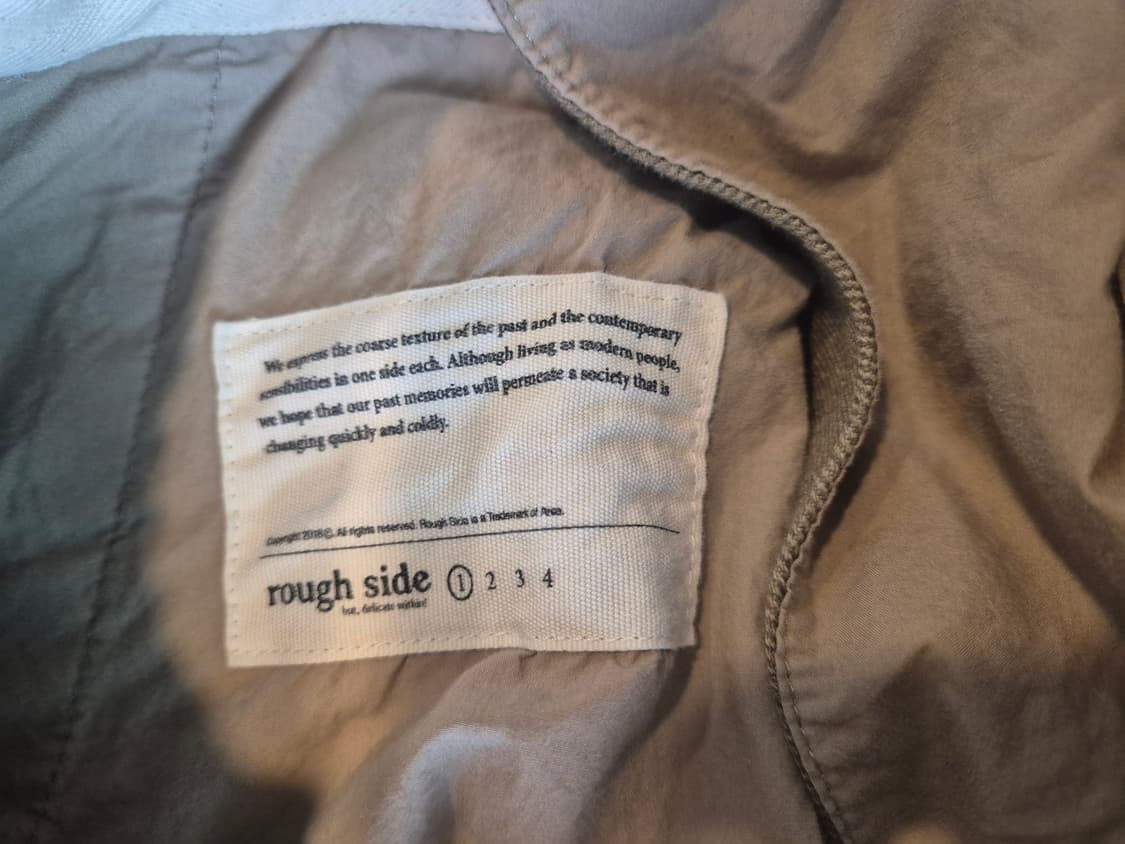 We express the coarse texture of the past and the contemporary
sensibilities in one side each. Although living as modern people,
we hope that our past memories will permeate a society that is
changing quickly and coldly.
Copyright 2018©. All rights reserved. Rough Side is a Trademark of
rough side ① 2 3 4
but, delicate within!